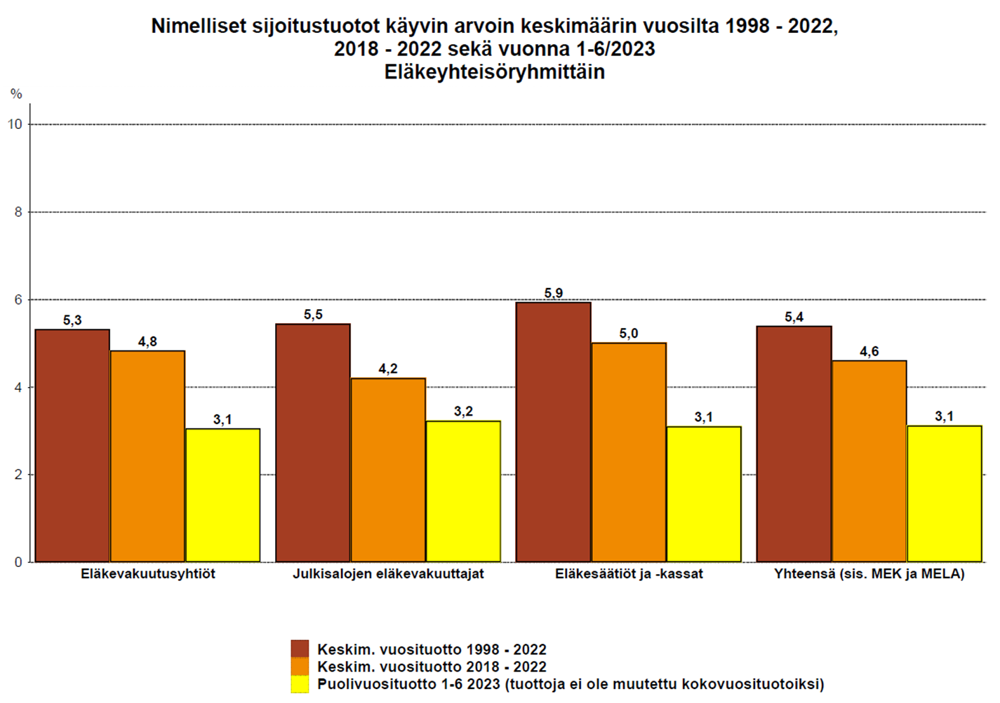 Nimelliset sijoitustuotot käyvin arvoin keskimäärin vuosilta 1998 - 2022,
2018 - 2022 sekä vuonna 1-6/2023
Eläkeyhteisöryhmittäin
%
10
8
6
4
2
0
5,3
4,8
3,1
5,5
4,2
3,2
5,9
5,0
3,1
5,4
4,6
3,1
Eläkevakuutusyhtiöt
Julkisalojen eläkevakuuttajat
Eläkesäätiöt ja -kassat
Yhteensä (sis. MEK ja MELA)
Keskim. vuosituotto 1998 - 2022
Keskim. vuosituotto 2018 - 2022
Puolivuosituotto 1-6 2023 (tuottoja ei ole muutettu kokovuosituotoiksi)